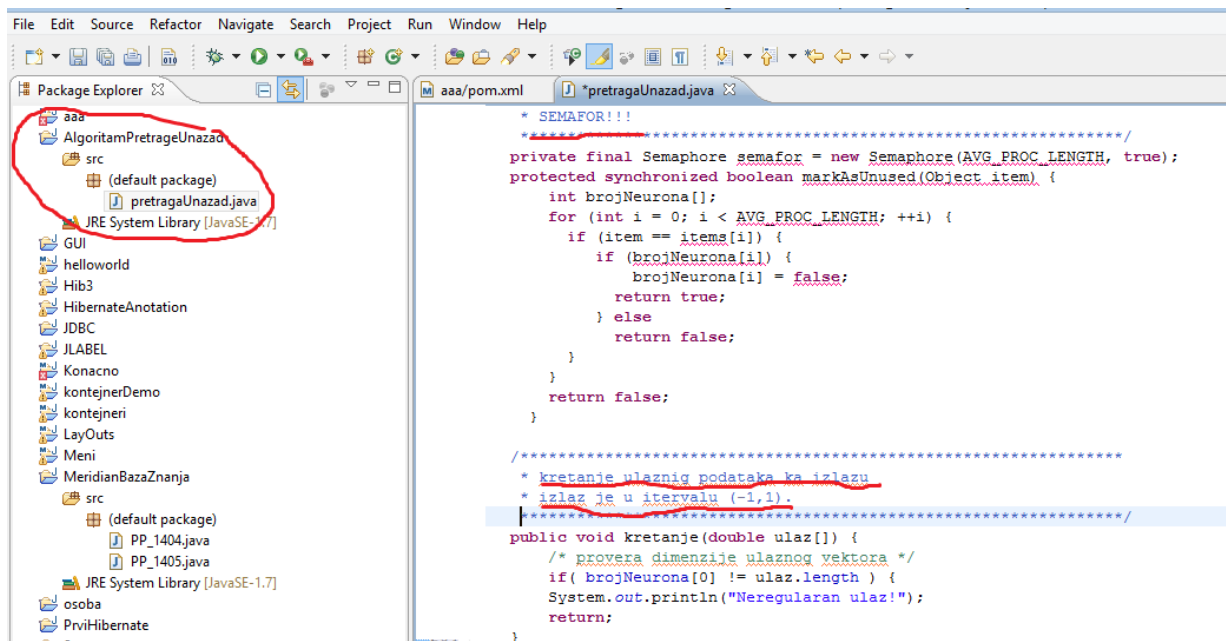 File Edit Source Refactor Navigate Search Project Run Window Help
Package Explorer
aaa
AlgoritamPretrageUnazad
src
(default package)
pretragaUnazad.java
JRE System Library [JavaSE-1.7]
GUI
helloworld
Hib3
HibernateAnotation
JDBC
JLABEL
Konacno
kontejnerDemo
kontejneri
LayOuts
Meni
MeridianBazaZnanja
src
(default package)
PP_1404.java
PP_1405.java
JRE System Library [JavaSE-1.7]
osoba
PrviHibernate
aaa/pom.xml
*pretragaUnazad.java
* SEMAFOR!!!
****************************************************************/
private final Semaphore semafor = new Semaphore(AVG_PROC_LENGTH, true);
protected synchronized boolean markAsUnused(Object item) {
int brojNeurona[];
for (int i = 0; i < AVG_PROC_LENGTH; ++i) {
if (item == items[i]) {
if (brojNeurona[i]) {
brojNeurona[i] = false;
return true;
} else
return false;
}
}
return false;
}
/***************************************************************
* kretanje ulaznig podataka ka izlazu
* izlaz je u itervalu (-1,1).
****************************************************************/
public void kretanje(double ulaz[]) {
/* provera dimenzije ulaznog vektora */
if( brojNeurona[0] != ulaz.length ) {
System.out.println("Neregularan ulaz!");
return;
}